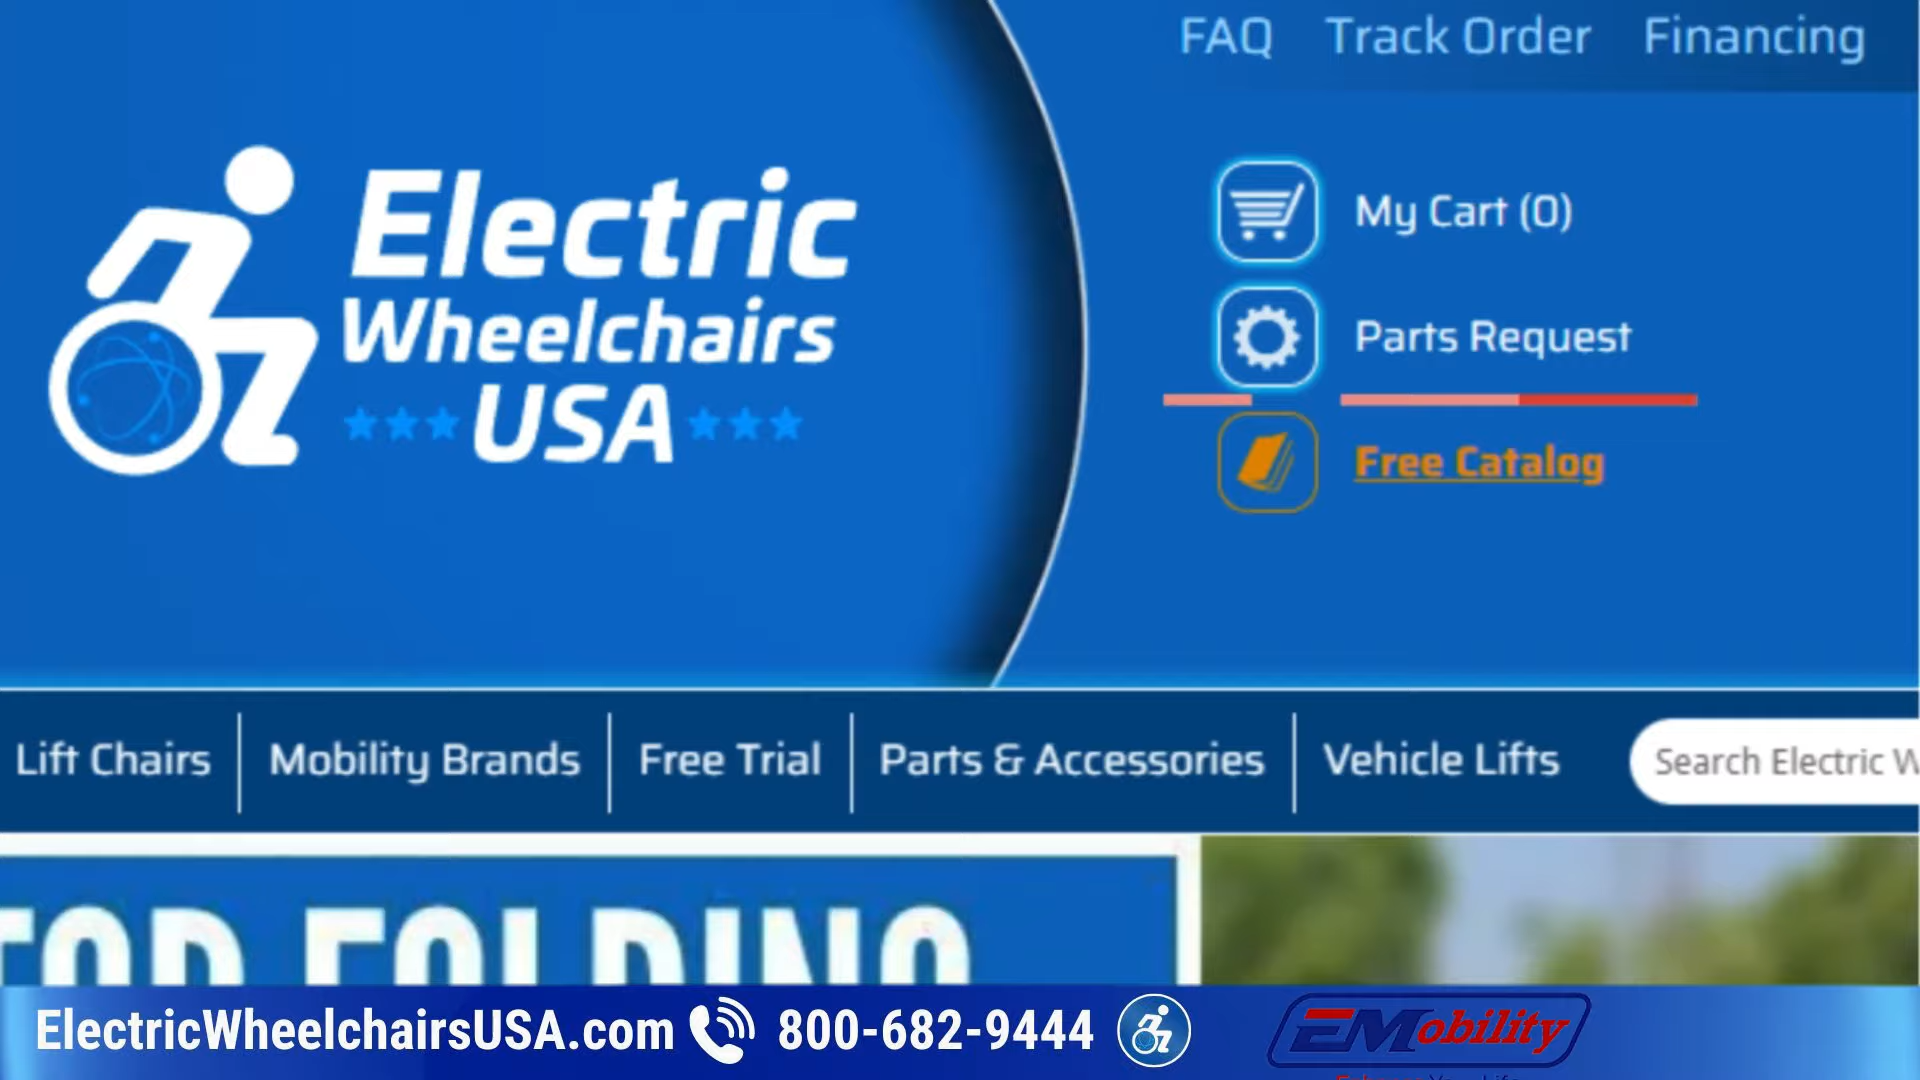 FAQ Track Order Financing
Electric
Wheelchairs
USA
My Cart (0)
Parts Request
Free Catalog
Lift Chairs Mobility Brands Free Trial Parts & Accessories Vehicle Lifts Search Electric W
FOLDING
ElectricWheelchairsUSA.com 800-682-9444 EMobility